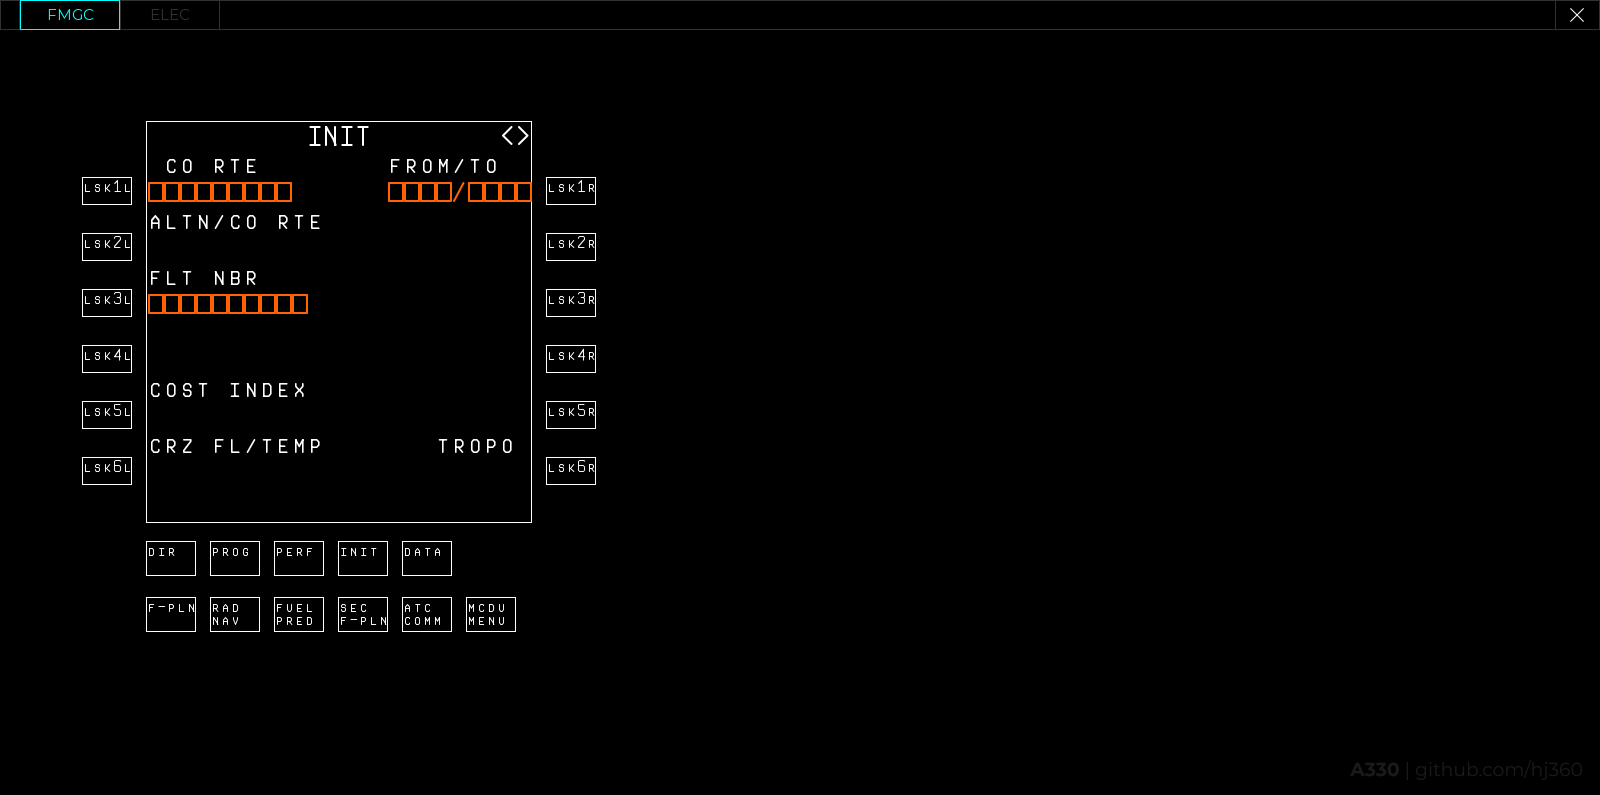 FMGC ELEC
INIT <>
CO RTE FROM/TO
LSK1L / LSK1R
ALTN/CO RTE
LSK2L LSK2R
FLT NBR
LSK3L LSK3R
LSK4L LSK4R
COST INDEX
LSK5L LSK5R
CRZ FL/TEMP TROPO
LSK6L LSK6R
DIR PROG PERF INIT DATA
F-PLN RAD NAV FUEL PRED SEC F-PLN ATC COMM MCDU MENU
A330 | github.com/hj360